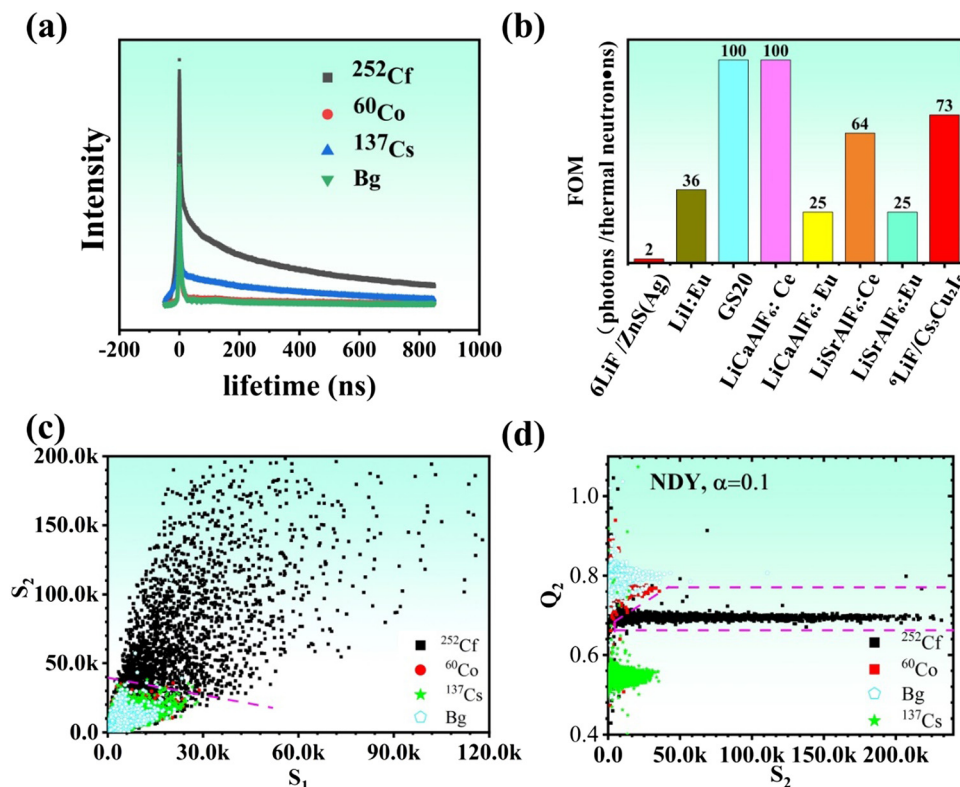 (a)
Intensity
²⁵²Cf
⁶⁰Co
¹³⁷Cs
Bg
-200 0 200 400 600 800 1000
lifetime (ns)
(b)
FOM
(photons /thermal neutron•ns)
2
36
100
100
25
64
25
73
6LiF /ZnS(Ag)
LiI:Eu
GS20
LiCaAlF₆: Ce
LiCaAlF₆: Eu
LiSrAlF₆:Ce
LiSrAlF₆:Eu
⁶LiF/Cs₃Cu₂I₅
(c)
S₂
200.0k
150.0k
100.0k
50.0k
0.0
²⁵²Cf
⁶⁰Co
¹³⁷Cs
Bg
0.0 30.0k 60.0k 90.0k 120.0k
S₁
(d)
Q₂
NDY, α=0.1
1.0
0.8
0.6
0.4
²⁵²Cf
⁶⁰Co
Bg
¹³⁷Cs
0.0 50.0k 100.0k 150.0k 200.0k
S₂